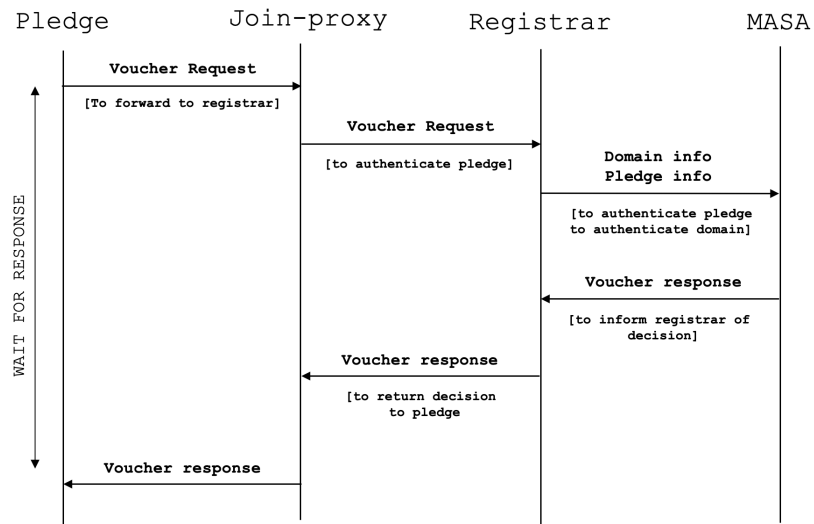 Pledge
Join-proxy
Registrar
MASA
Voucher Request
[To forward to registrar]
Voucher Request
[to authenticate pledge]
Domain info
Pledge info
[to authenticate pledge
to authenticate domain]
WAIT FOR RESPONSE
Voucher response
[to inform registrar of
decision]
Voucher response
[to return decision
to pledge
Voucher response